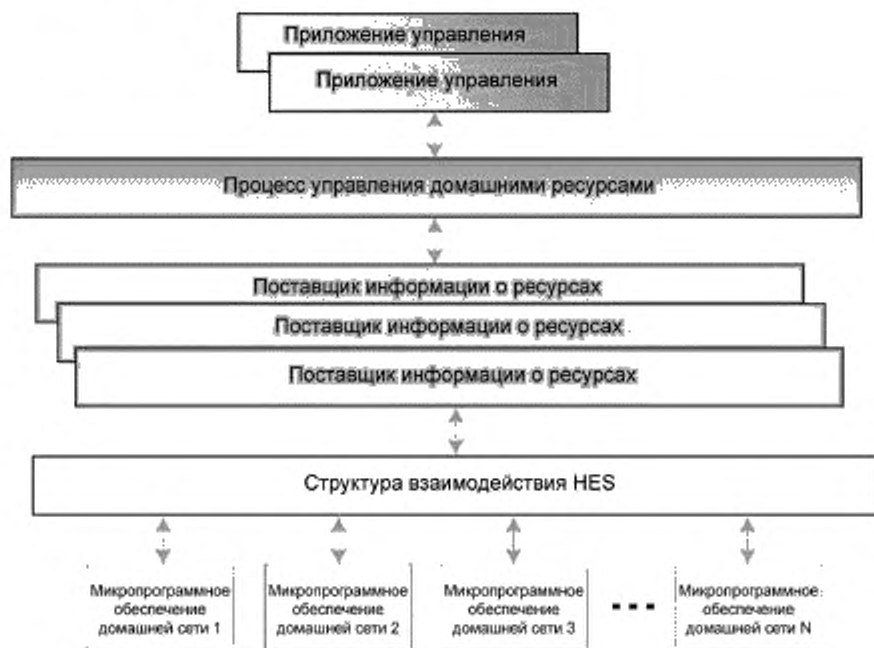 Приложение управления
Приложение управления
Процесс управления домашними ресурсами
Поставщик информации о ресурсах
Поставщик информации о ресурсах
Поставщик информации о ресурсах
Структура взаимодействия HES
Микропрограммное
обеспечение
домашней сети 1
Микропрограммное
обеспечение
домашней сети 2
Микропрограммное
обеспечение
домашней сети 3
Микропрограммное
обеспечение
домашней сети N